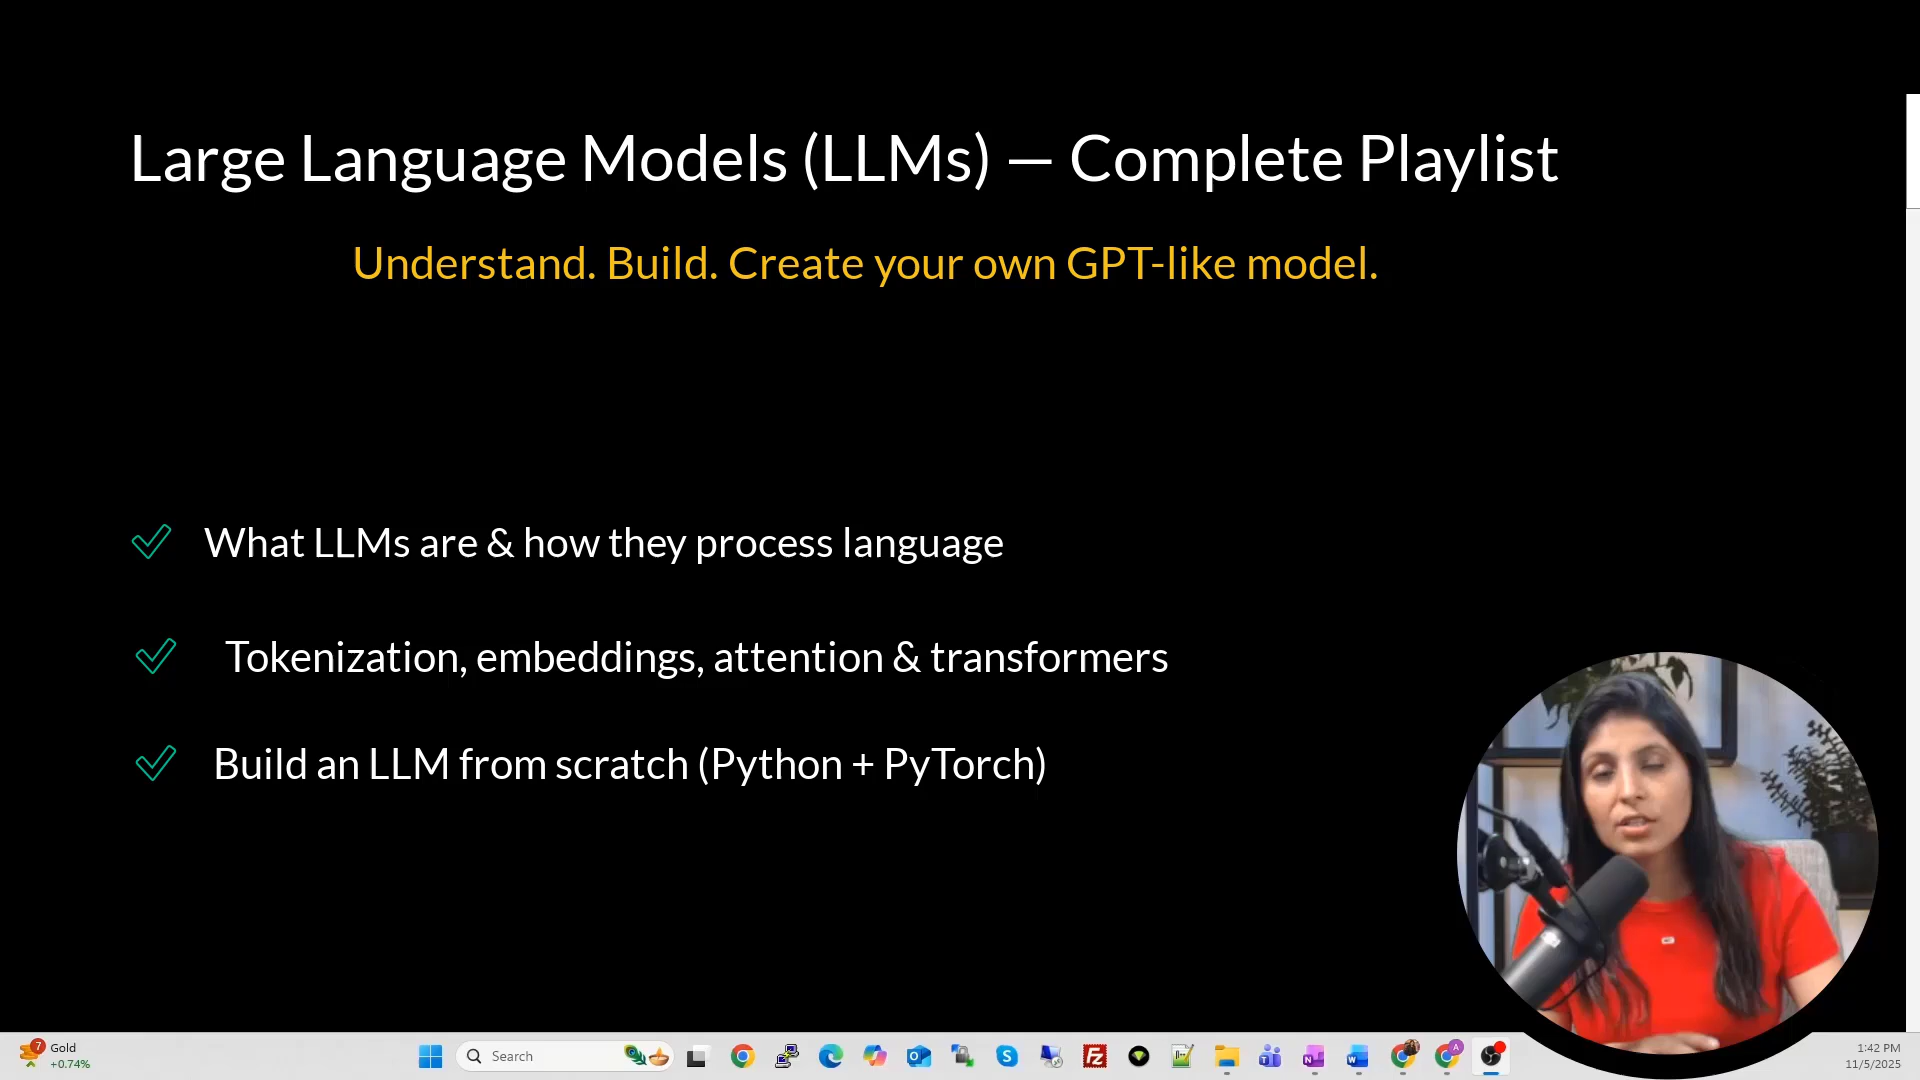 Large Language Models (LLMs) — Complete Playlist
Understand. Build. Create your own GPT-like model.
What LLMs are & how they process language
Tokenization, embeddings, attention & transformers
Build an LLM from scratch (Python + PyTorch)
7
Gold
+0.74%
Search
1:42 PM
11/5/2025